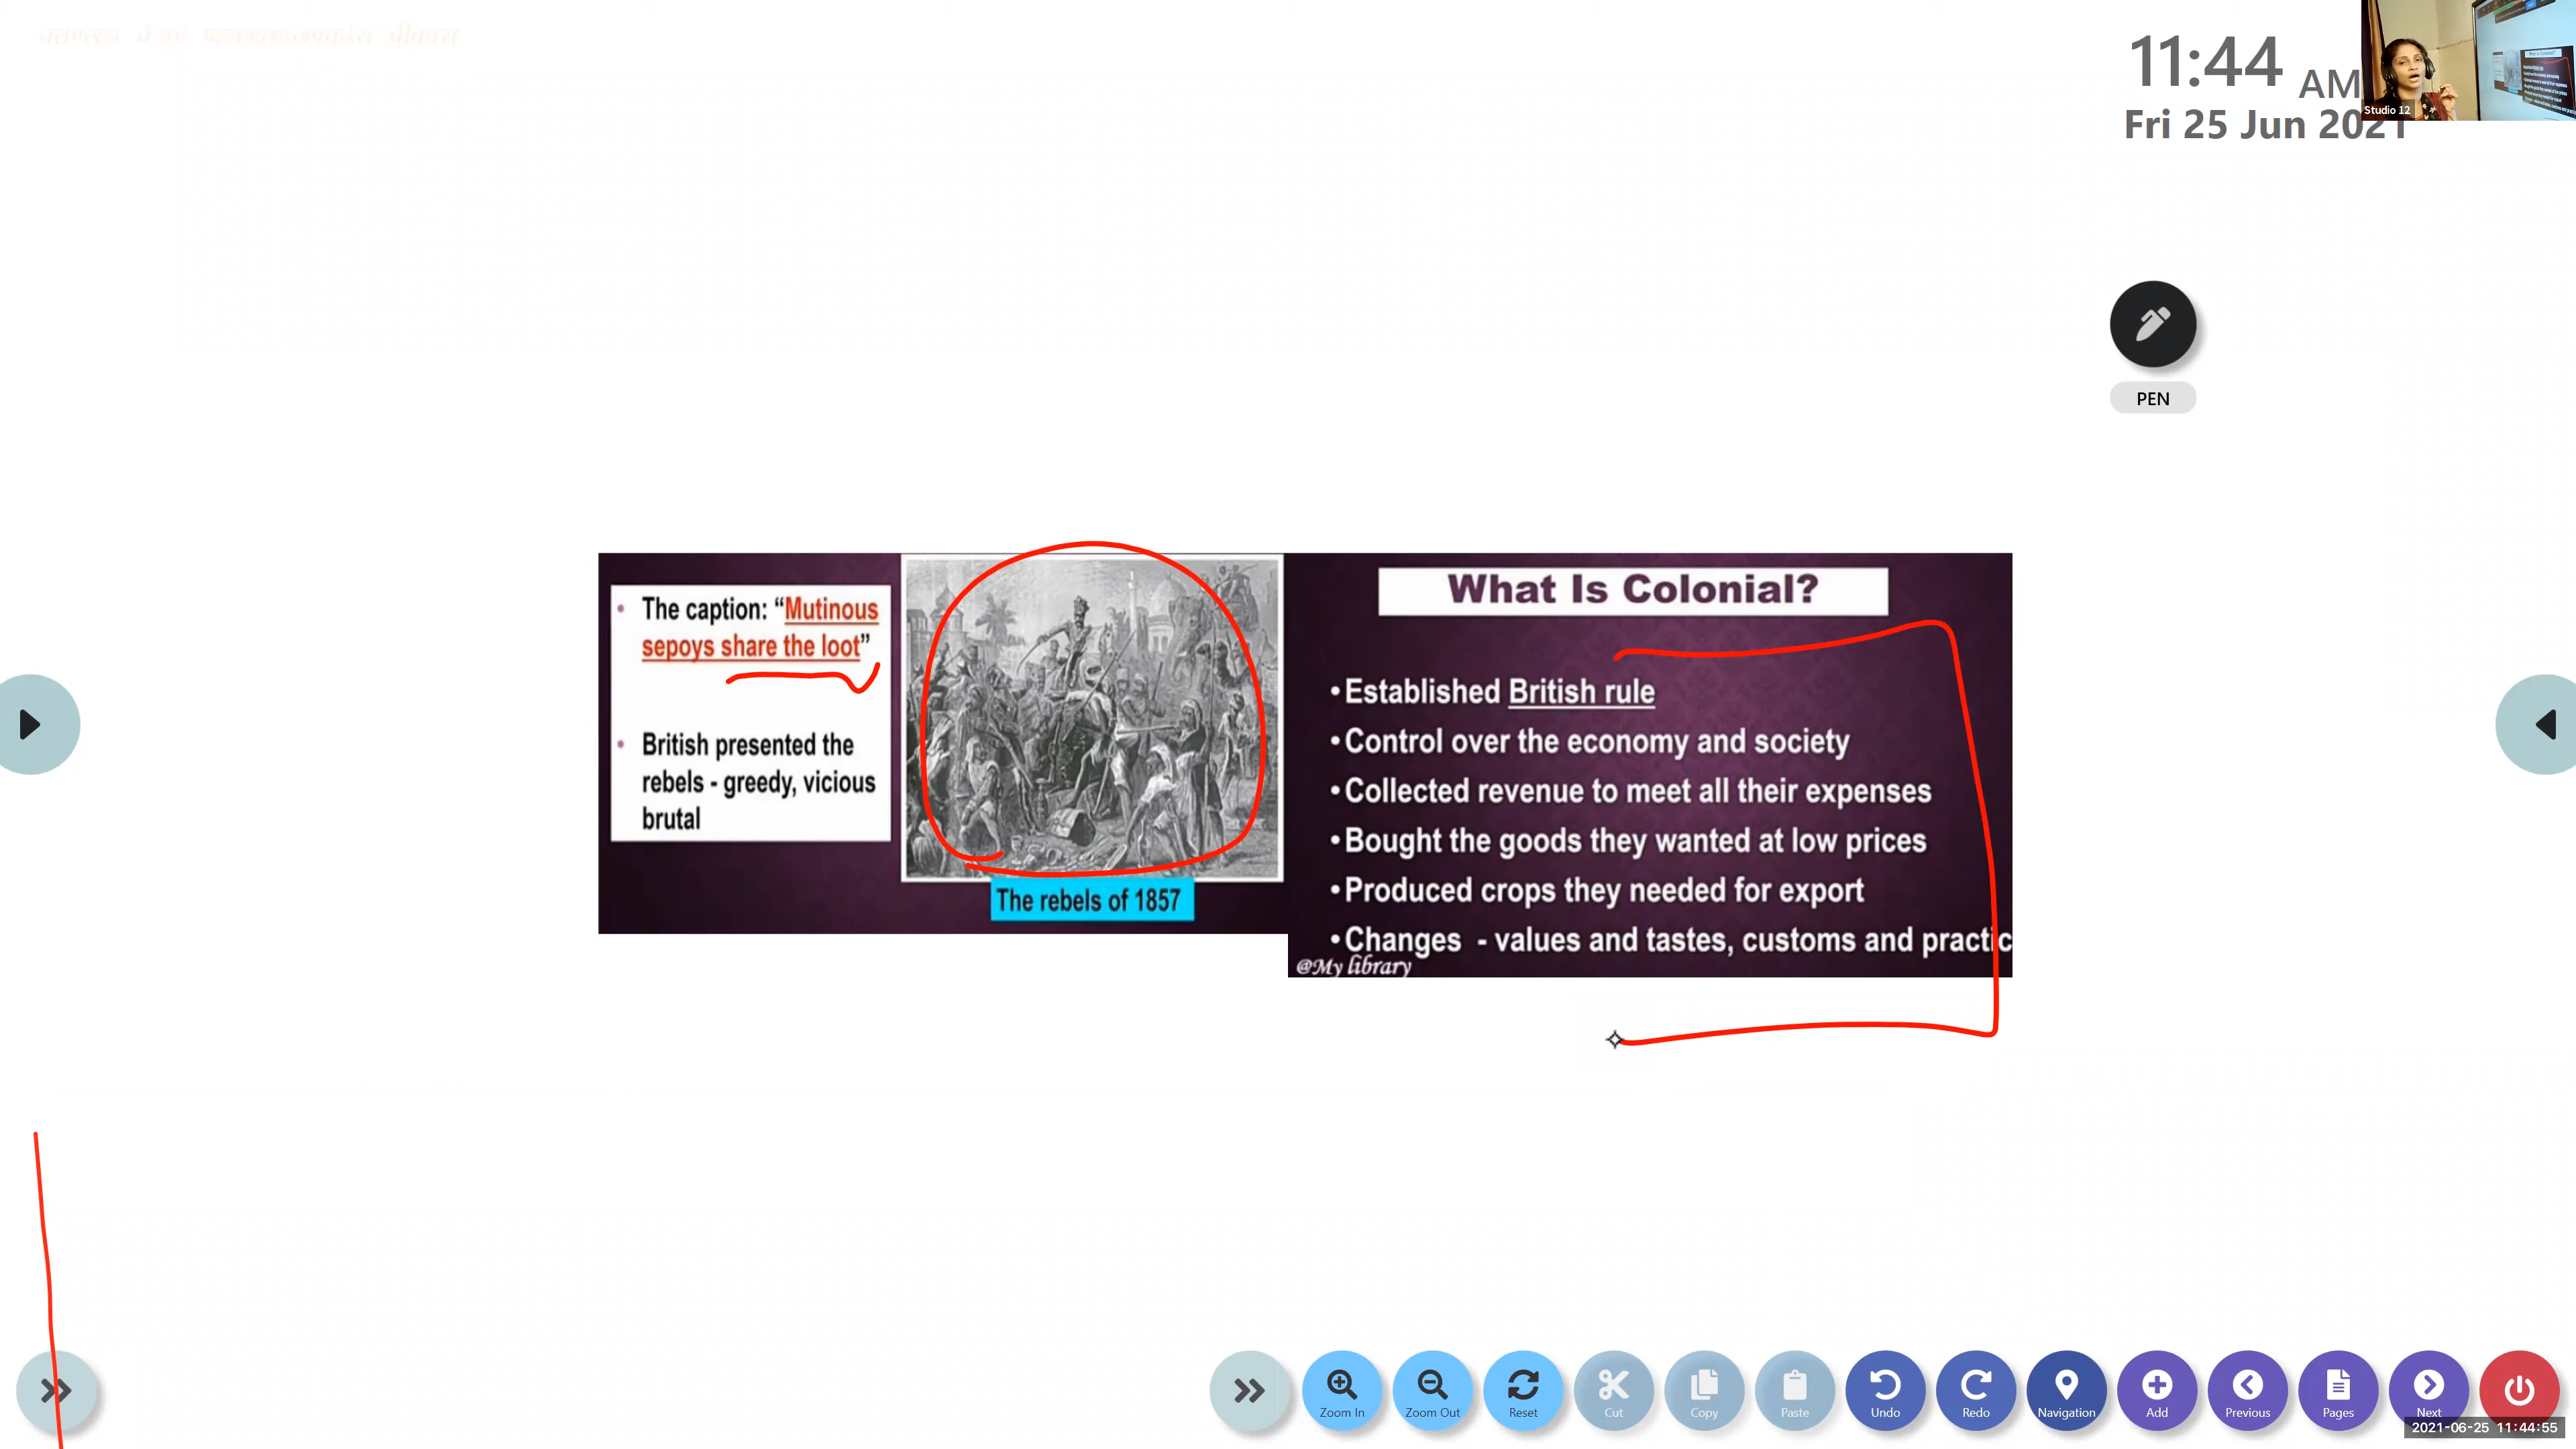 11:44 AM
Fri 25 Jun 2021
Studio 12
PEN
• The caption: “Mutinous
sepoys share the loot”
• British presented the
rebels - greedy, vicious
brutal
The rebels of 1857
What Is Colonial?
• Established British rule
• Control over the economy and society
• Collected revenue to meet all their expenses
• Bought the goods they wanted at low prices
• Produced crops they needed for export
• Changes - values and tastes, customs and practic
@My library
Zoom In
Zoom Out
Reset
Cut
Copy
Paste
Undo
Redo
Navigation
Add
Previous
Pages
Next
2021-06-25 11:44:55